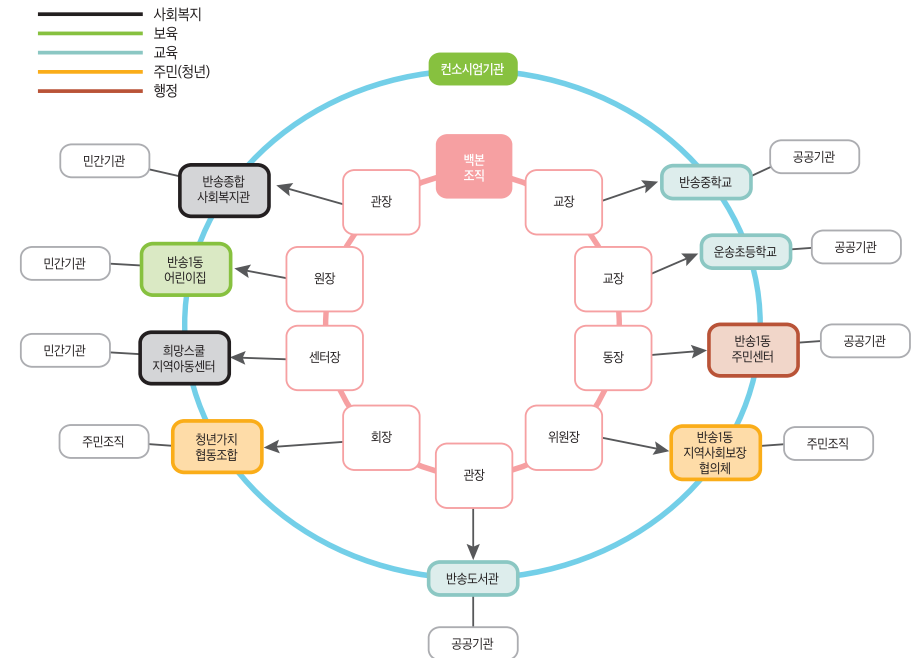 사회복지
보육
교육
주민(청년)
행정
컨소시엄기관
백본
조직
민간기관
반송종합
사회복지관
관장
교장
반송중학교
공공기관
민간기관
반송1동
어린이집
원장
교장
운송초등학교
공공기관
민간기관
희망스쿨
지역아동센터
센터장
동장
반송1동
주민센터
공공기관
주민조직
청년가치
협동조합
회장
관장
위원장
반송1동
지역사회보장
협의체
주민조직
반송도서관
공공기관